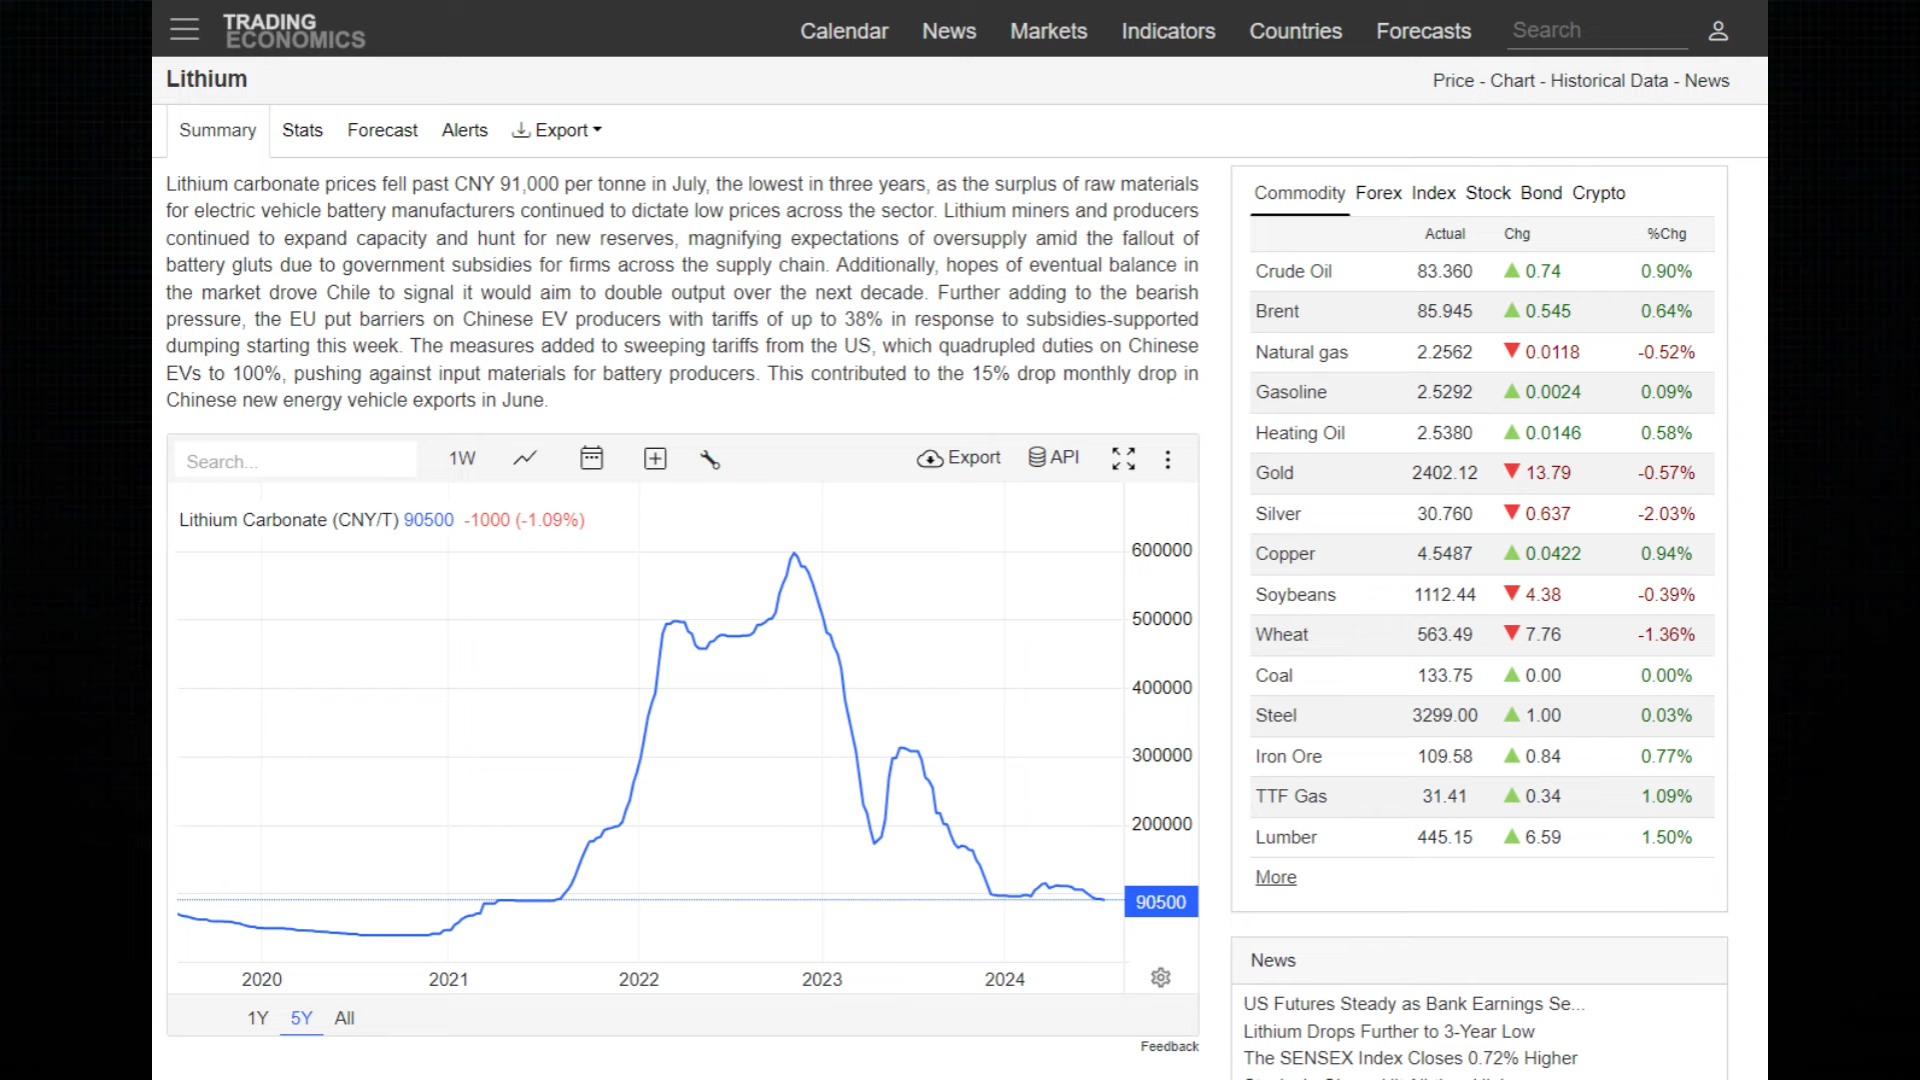 TRADING
ECONOMICS
Calendar News Markets Indicators Countries Forecasts Search
Lithium
Price - Chart - Historical Data - News
Summary Stats Forecast Alerts Export
Lithium carbonate prices fell past CNY 91,000 per tonne in July, the lowest in three years, as the surplus of raw materials
for electric vehicle battery manufacturers continued to dictate low prices across the sector. Lithium miners and producers
continued to expand capacity and hunt for new reserves, magnifying expectations of oversupply amid the fallout of
battery gluts due to government subsidies for firms across the supply chain. Additionally, hopes of eventual balance in
the market drove Chile to signal it would aim to double output over the next decade. Further adding to the bearish
pressure, the EU put barriers on Chinese EV producers with tariffs of up to 38% in response to subsidies-supported
dumping starting this week. The measures added to sweeping tariffs from the US, which quadrupled duties on Chinese
EVs to 100%, pushing against input materials for battery producers. This contributed to the 15% drop monthly drop in
Chinese new energy vehicle exports in June.
Search... 1W Export API
Lithium Carbonate (CNY/T) 90500 -1000 (-1.09%)
600000
500000
400000
300000
200000
90500
2020 2021 2022 2023 2024
1Y 5Y All
Feedback
Commodity Forex Index Stock Bond Crypto
Actual Chg %Chg
Crude Oil 83.360 0.74 0.90%
Brent 85.945 0.545 0.64%
Natural gas 2.2562 0.0118 -0.52%
Gasoline 2.5292 0.0024 0.09%
Heating Oil 2.5380 0.0146 0.58%
Gold 2402.12 13.79 -0.57%
Silver 30.760 0.637 -2.03%
Copper 4.5487 0.0422 0.94%
Soybeans 1112.44 4.38 -0.39%
Wheat 563.49 7.76 -1.36%
Coal 133.75 0.00 0.00%
Steel 3299.00 1.00 0.03%
Iron Ore 109.58 0.84 0.77%
TTF Gas 31.41 0.34 1.09%
Lumber 445.15 6.59 1.50%
More
News
US Futures Steady as Bank Earnings Se...
Lithium Drops Further to 3-Year Low
The SENSEX Index Closes 0.72% Higher